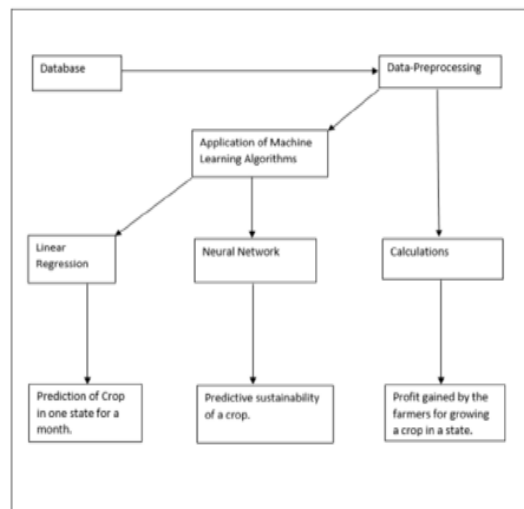 Database
Data-Preprocessing
Application of Machine
Learning Algorithms
Linear
Regression
Neural Network
Calculations
Prediction of Crop
in one state for a
month.
Predictive sustainability
of a crop.
Profit gained by the
farmers for growing
a crop in a state.